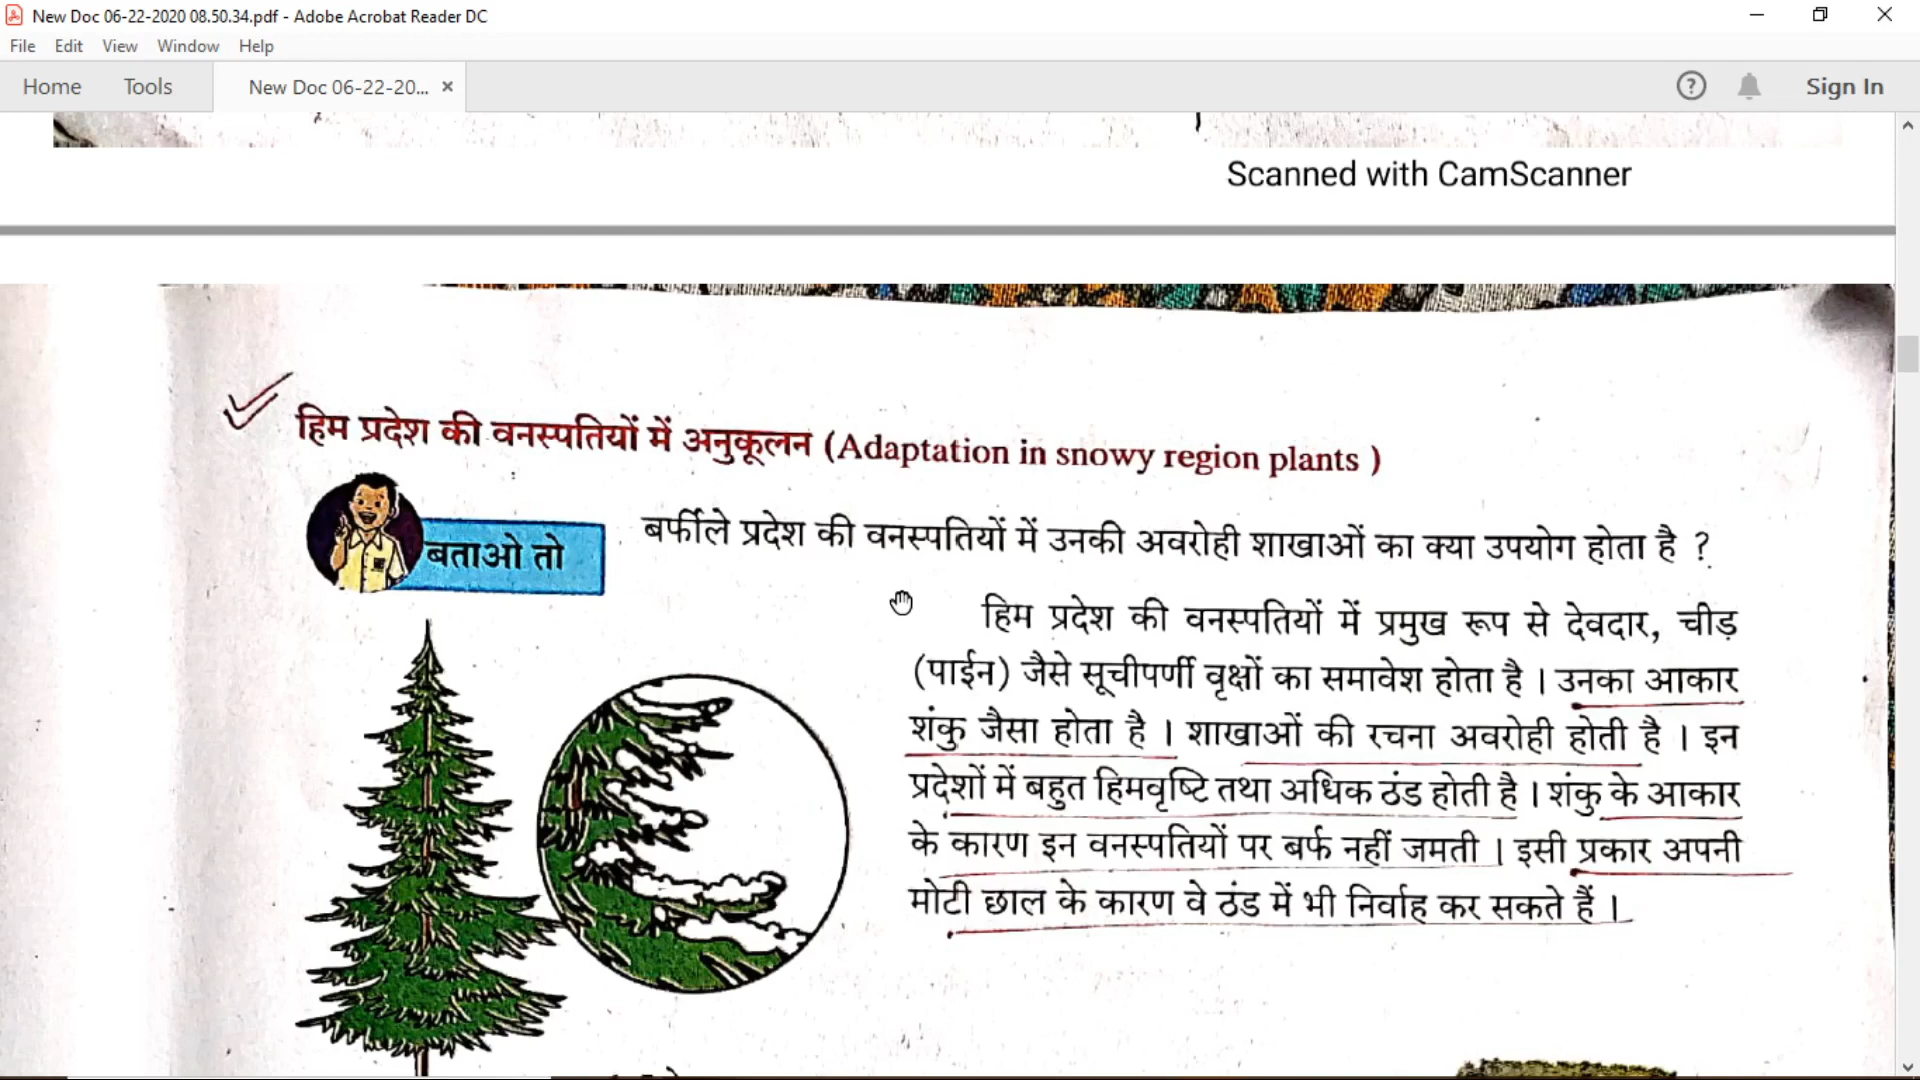 New Doc 06-22-2020 08.50.34.pdf - Adobe Acrobat Reader DC
File Edit View Window Help
Home Tools New Doc 06-22-20... × ? Sign In
Scanned with CamScanner
हिम प्रदेश की वनस्पतियों में अनुकूलन (Adaptation in snowy region plants )
बताओ तो
बर्फीले प्रदेश की वनस्पतियों में उनकी अवरोही शाखाओं का क्या उपयोग होता है ?
हिम प्रदेश की वनस्पतियों में प्रमुख रूप से देवदार, चीड़
(पाईन) जैसे सूचीपर्णी वृक्षों का समावेश होता है । उनका आकार
शंकु जैसा होता है । शाखाओं की रचना अवरोही होती है । इन
प्रदेशों में बहुत हिमवृष्टि तथा अधिक ठंड होती है । शंकु के आकार
के कारण इन वनस्पतियों पर बर्फ नहीं जमती । इसी प्रकार अपनी
मोटी छाल के कारण वे ठंड में भी निर्वाह कर सकते हैं ।